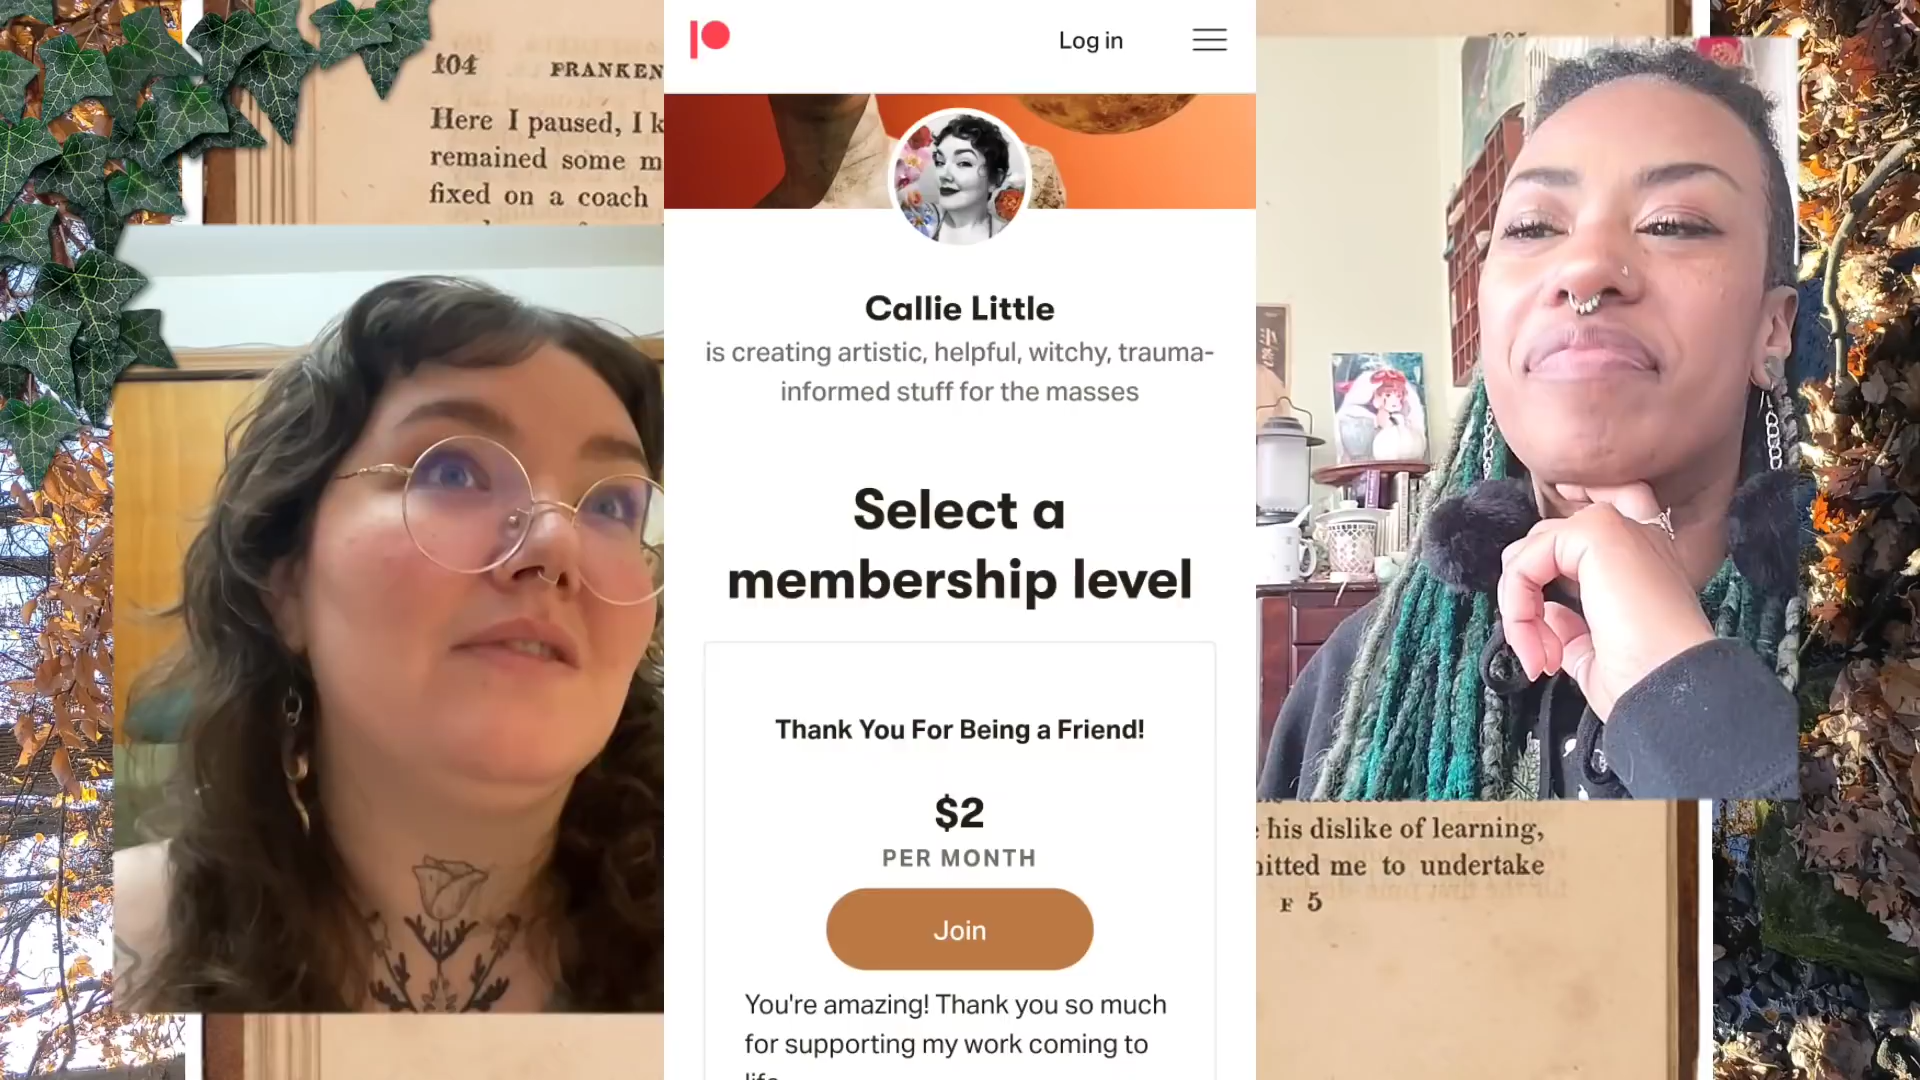 104 FRANKEN
Here I paused, I k
remained some m
fixed on a coach
Log in
Callie Little
is creating artistic, helpful, witchy, trauma-
informed stuff for the masses
Select a
membership level
Thank You For Being a Friend!
$2
PER MONTH
Join
You're amazing! Thank you so much
for supporting my work coming to
his dislike of learning,
itted me to undertake
F 5